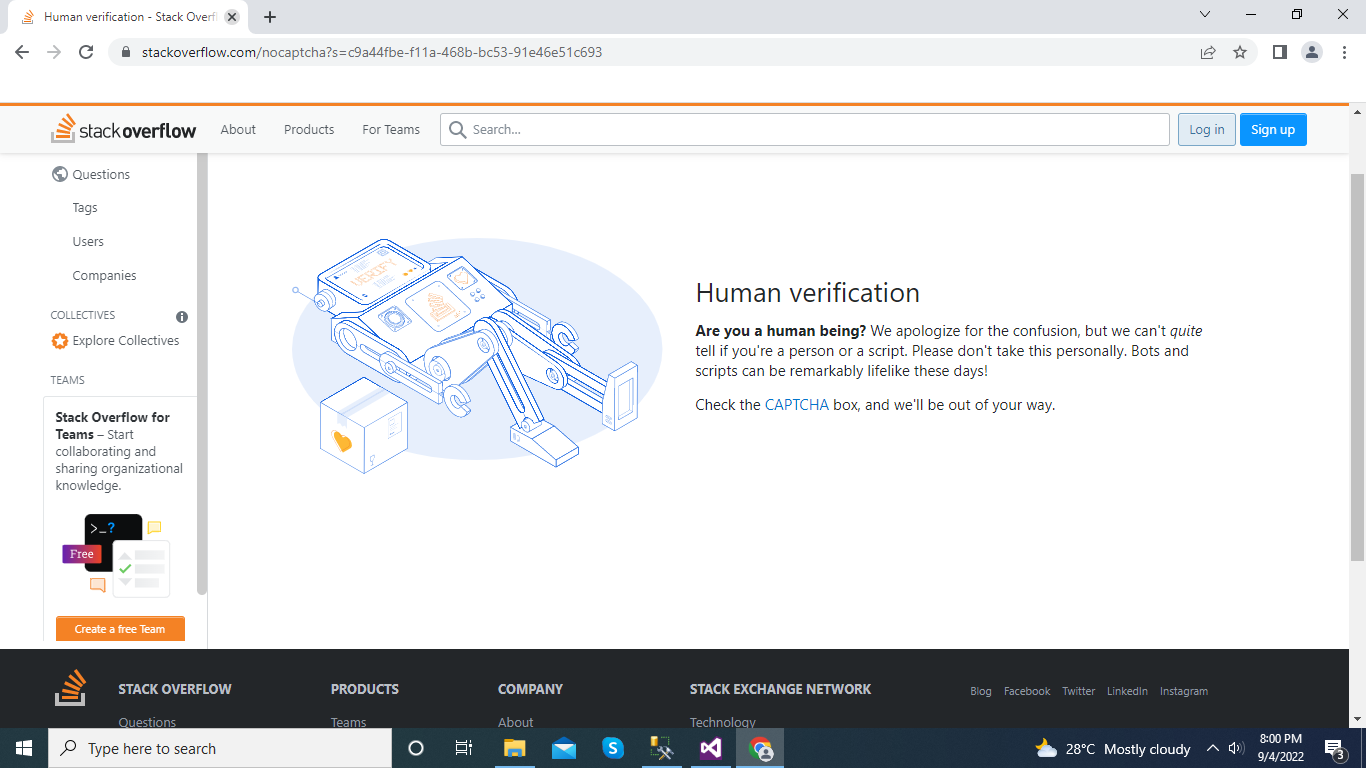 Human verification - Stack Overfl
stackoverflow.com/nocaptcha?s=c9a44fbe-f11a-468b-bc53-91e46e51c693
stackoverflow
About
Products
For Teams
Search...
Log in
Sign up
Questions
Tags
Users
Companies
COLLECTIVES
Explore Collectives
TEAMS
Stack Overflow for
Teams – Start
collaborating and
sharing organizational
knowledge.
>_?
Free
Create a free Team
VERIFY
Human verification
Are you a human being? We apologize for the confusion, but we can't quite
tell if you're a person or a script. Please don't take this personally. Bots and
scripts can be remarkably lifelike these days!
Check the CAPTCHA box, and we'll be out of your way.
STACK OVERFLOW
Questions
PRODUCTS
Teams
COMPANY
About
STACK EXCHANGE NETWORK
Technology
Blog Facebook Twitter LinkedIn Instagram
Type here to search
28°C Mostly cloudy
8:00 PM
9/4/2022
3